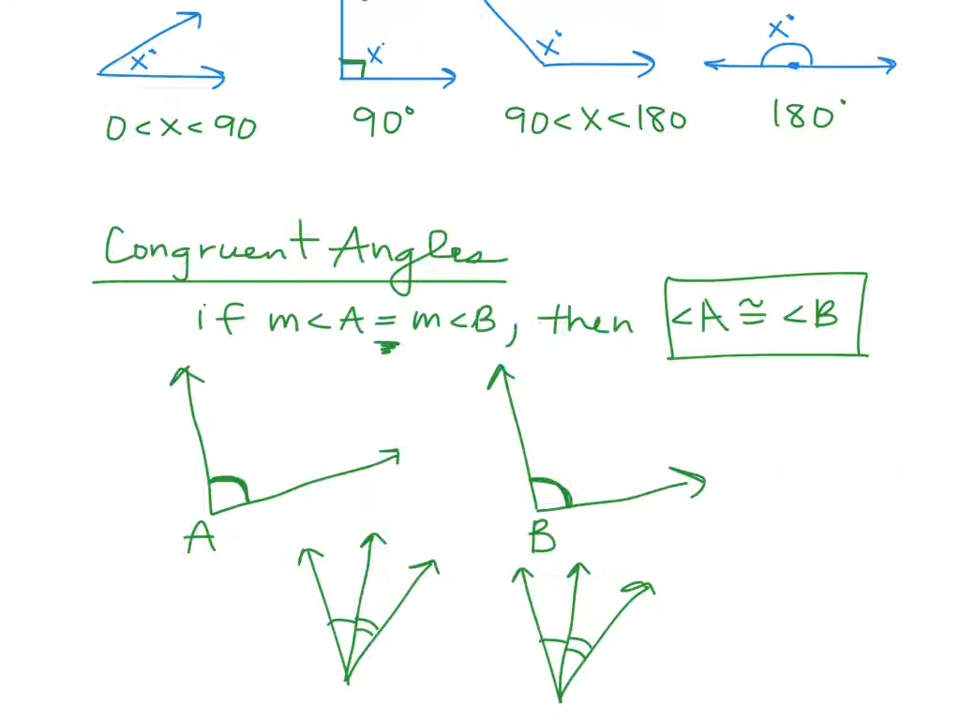 x° x° x° x°
0 < x < 90 90° 90 < x < 180 180°
Congruent Angles
if m<A = m<B, then <A ≅ <B
A B